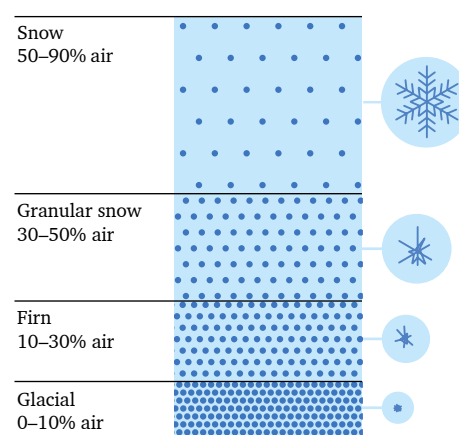 Snow
50–90% air
Granular snow
30–50% air
Firn
10–30% air
Glacial
0–10% air